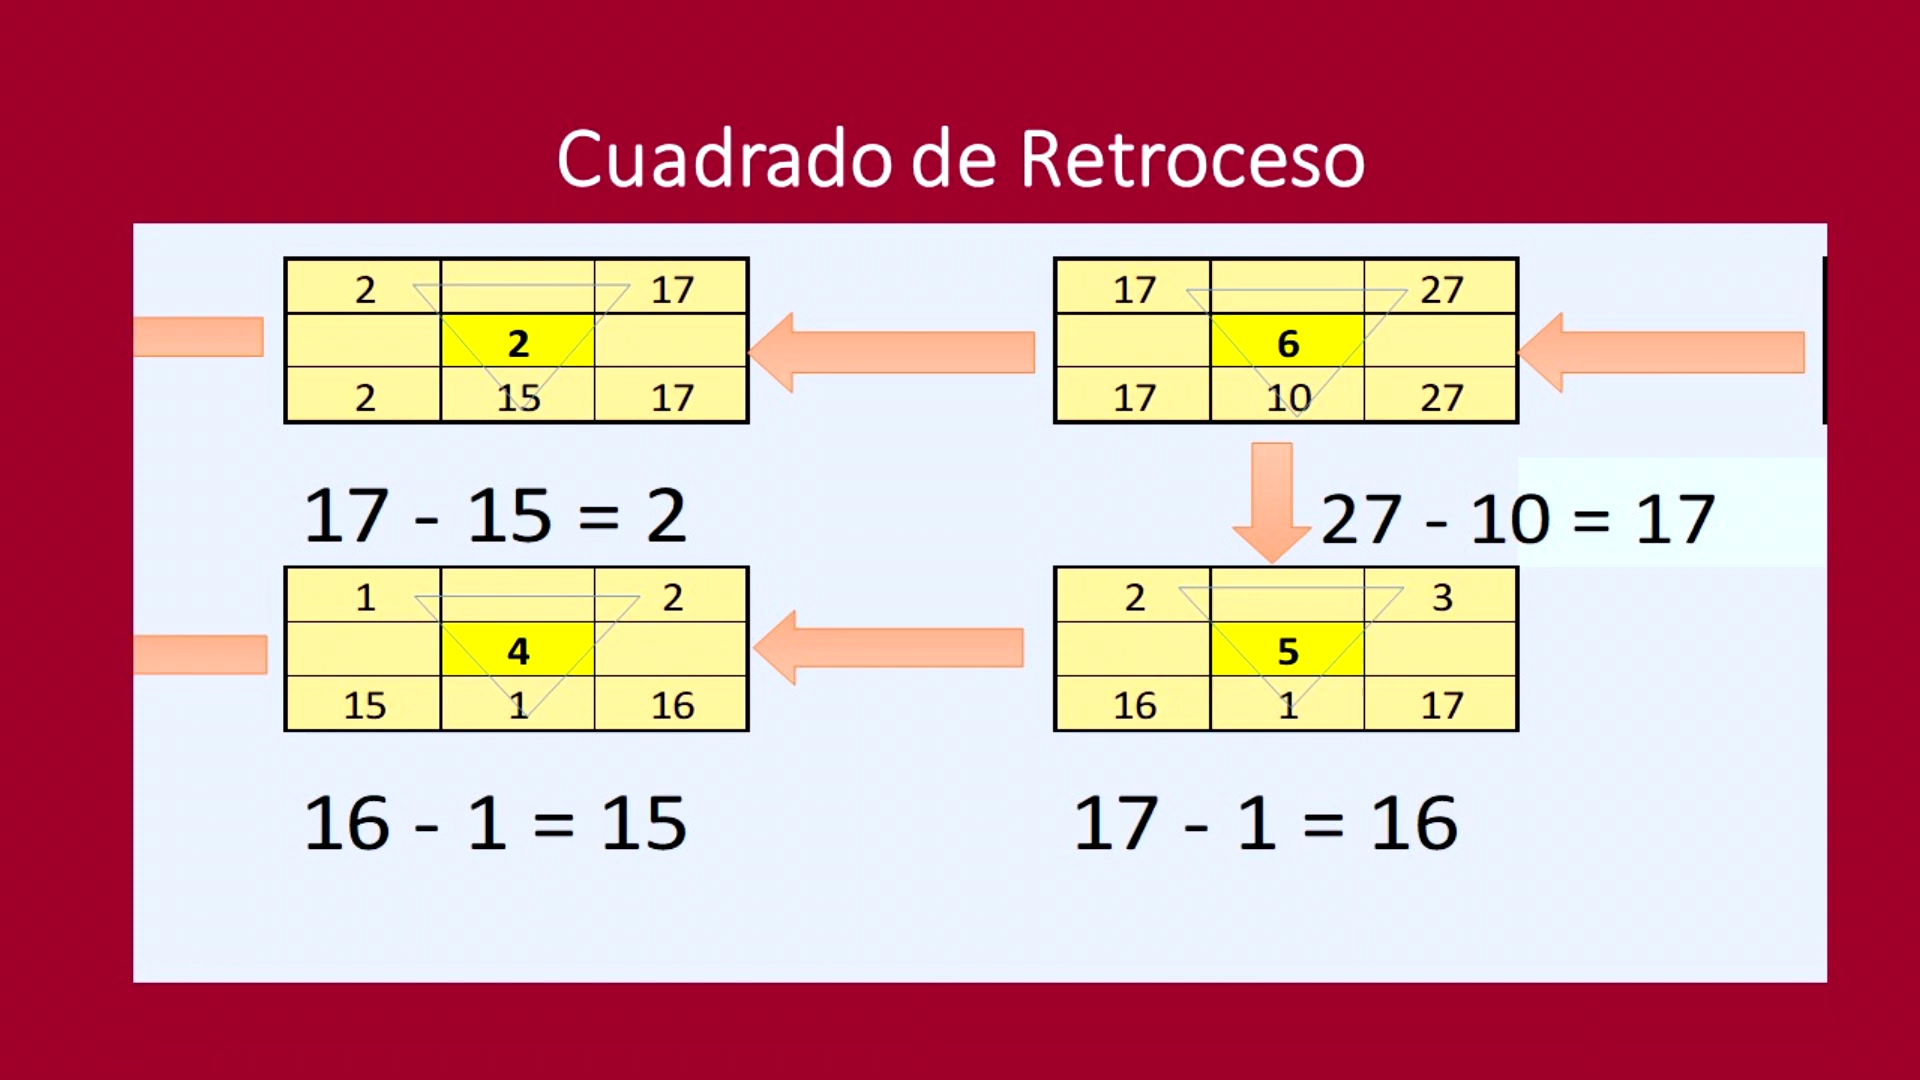 Cuadrado de Retroceso
2 17
2
2 15 17
17 - 15 = 2
17 27
6
17 10 27
27 - 10 = 17
1 2
4
15 1 16
16 - 1 = 15
2 3
5
16 1 17
17 - 1 = 16